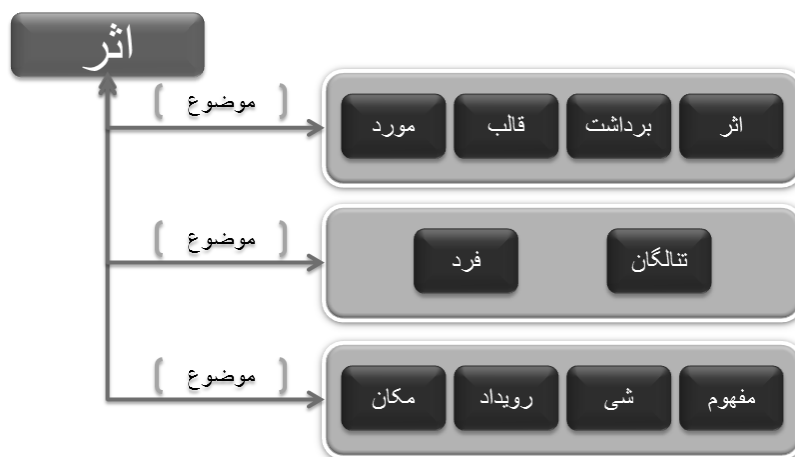 اثر
موضوع
اثر برداشت قالب مورد
موضوع
تنالگان فرد
موضوع
مفهوم شی رویداد مکان